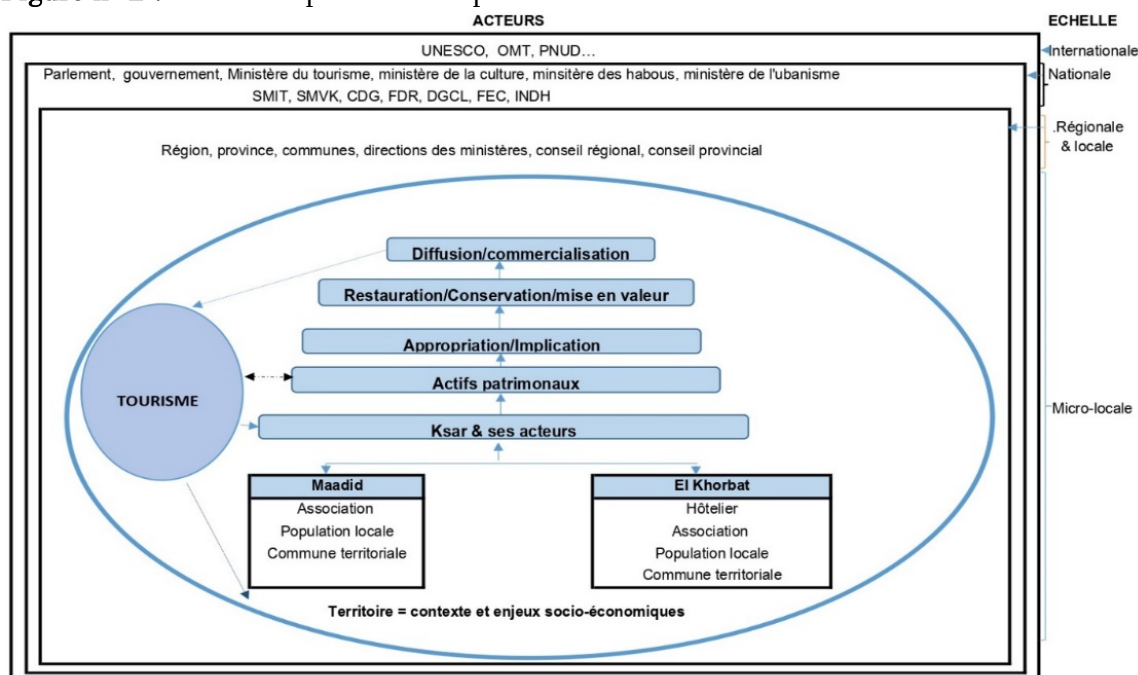 ACTEURS
ECHELLE
UNESCO, OMT, PNUD…
Internationale
Parlement, gouvernement, Ministère du tourisme, ministère de la culture, minsitère des habous, ministère de l'ubanisme
Nationale
SMIT, SMVK, CDG, FDR, DGCL, FEC, INDH
.Régionale
& locale
Région, province, communes, directions des ministères, conseil régional, conseil provincial
Diffusion/commercialisation
Restauration/Conservation/mise en valeur
Appropriation/Implication
Actifs patrimonaux
TOURISME
Ksar & ses acteurs
Micro-locale
Maadid
Association
Population locale
Commune territoriale
El Khorbat
Hôtelier
Association
Population locale
Commune territoriale
Territoire = contexte et enjeux socio-économiques